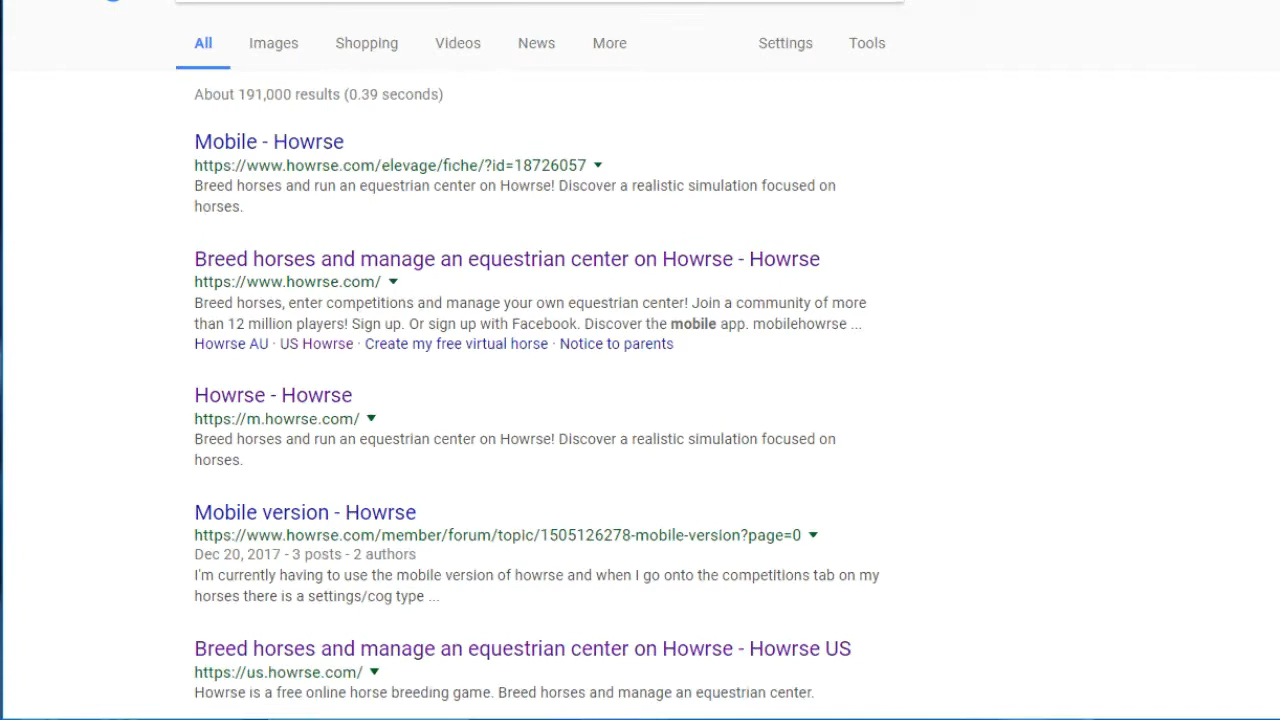 All Images Shopping Videos News More Settings Tools
About 191,000 results (0.39 seconds)
Mobile - Howrse
https://www.howrse.com/elevage/fiche/?id=18726057
Breed horses and run an equestrian center on Howrse! Discover a realistic simulation focused on
horses.
Breed horses and manage an equestrian center on Howrse - Howrse
https://www.howrse.com/
Breed horses, enter competitions and manage your own equestrian center! Join a community of more
than 12 million players! Sign up. Or sign up with Facebook. Discover the mobile app. mobilehowrse ...
Howrse AU · US Howrse · Create my free virtual horse · Notice to parents
Howrse - Howrse
https://m.howrse.com/
Breed horses and run an equestrian center on Howrse! Discover a realistic simulation focused on
horses.
Mobile version - Howrse
https://www.howrse.com/member/forum/topic/1505126278-mobile-version?page=0
Dec 20, 2017 - 3 posts - 2 authors
I'm currently having to use the mobile version of howrse and when I go onto the competitions tab on my
horses there is a settings/cog type ...
Breed horses and manage an equestrian center on Howrse - Howrse US
https://us.howrse.com/
Howrse is a free online horse breeding game. Breed horses and manage an equestrian center.